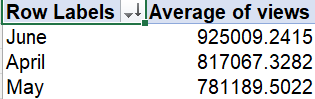 Row Labels Average of views
June 925009.2415
April 817067.3282
May 781189.5022